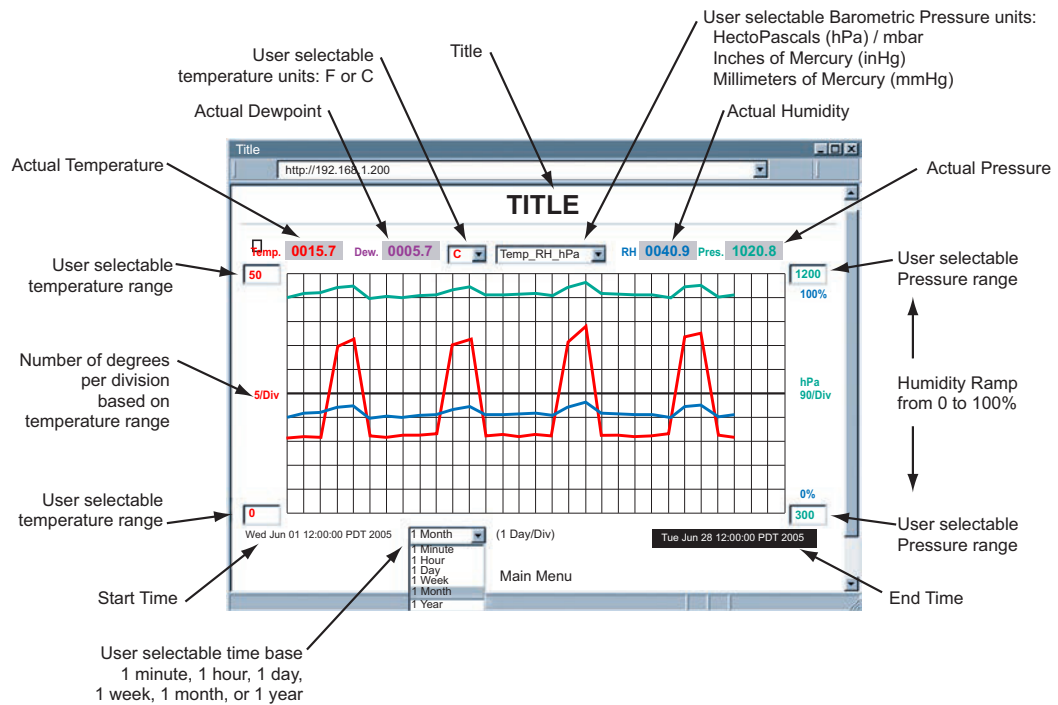 User selectable Barometric Pressure units:
HectoPascals (hPa) / mbar
Inches of Mercury (inHg)
Millimeters of Mercury (mmHg)
Title
User selectable
temperature units: F or C
Actual Dewpoint
Actual Humidity
Actual Temperature
Actual Pressure
Title
http://192.168.1.200
TITLE
Temp. 0015.7 Dew. 0005.7 C Temp_RH_hPa RH 0040.9 Pres. 1020.8
User selectable
temperature range
50
1200
100%
User selectable
Pressure range
Number of degrees
per division
based on
temperature range
5/Div
hPa
90/Div
Humidity Ramp
from 0 to 100%
User selectable
temperature range
0
0%
300
User selectable
Pressure range
Wed Jun 01 12:00:00 PDT 2005
1 Month (1 Day/Div)
Tue Jun 28 12:00:00 PDT 2005
1 Minute
1 Hour
1 Day
1 Week
1 Month
1 Year
Main Menu
Start Time
End Time
User selectable time base
1 minute, 1 hour, 1 day,
1 week, 1 month, or 1 year